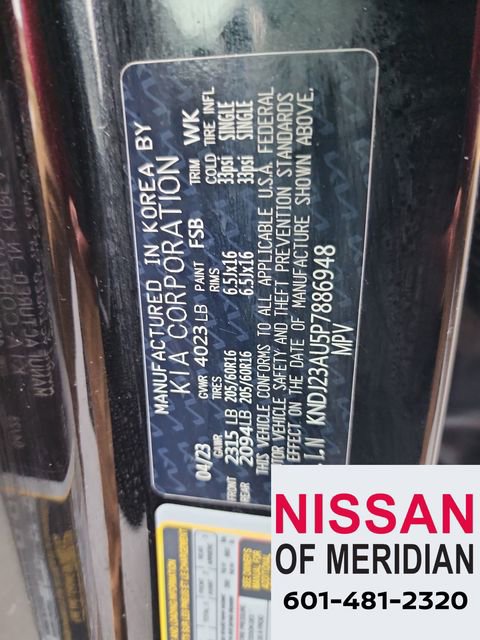 MANUFACTURED IN KOREA BY
KIA CORPORATION
04/23 GVWR 4023 LB PAINT FSB TRIM WK
GAWR TIRES RIMS COLD TIRE INFL
FRONT 2315 LB 205/60R16 6.5Jx16 33psi SINGLE
REAR 2094LB 205/60R16 6.5Jx16 33psi SINGLE
THIS VEHICLE CONFORMS TO ALL APPLICABLE U.S.A. FEDERAL
MOTOR VEHICLE SAFETY AND THEFT PREVENTION STANDARDS
EFFECT ON THE DATE OF MANUFACTURE SHOWN ABOVE.
V.I.N KNDJ23AU5P7886948
MPV
NISSAN
OF MERIDIAN
601-481-2320